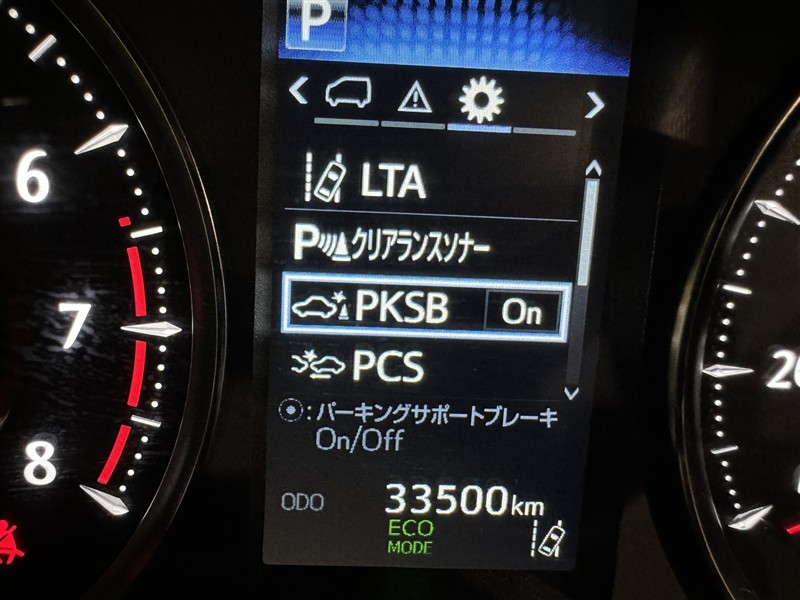 P
LTA
P クリアランスソナー
PKSB On
PCS
:パーキングサポートブレーキ
On/Off
ODO 33500km
ECO
MODE
6
7
8